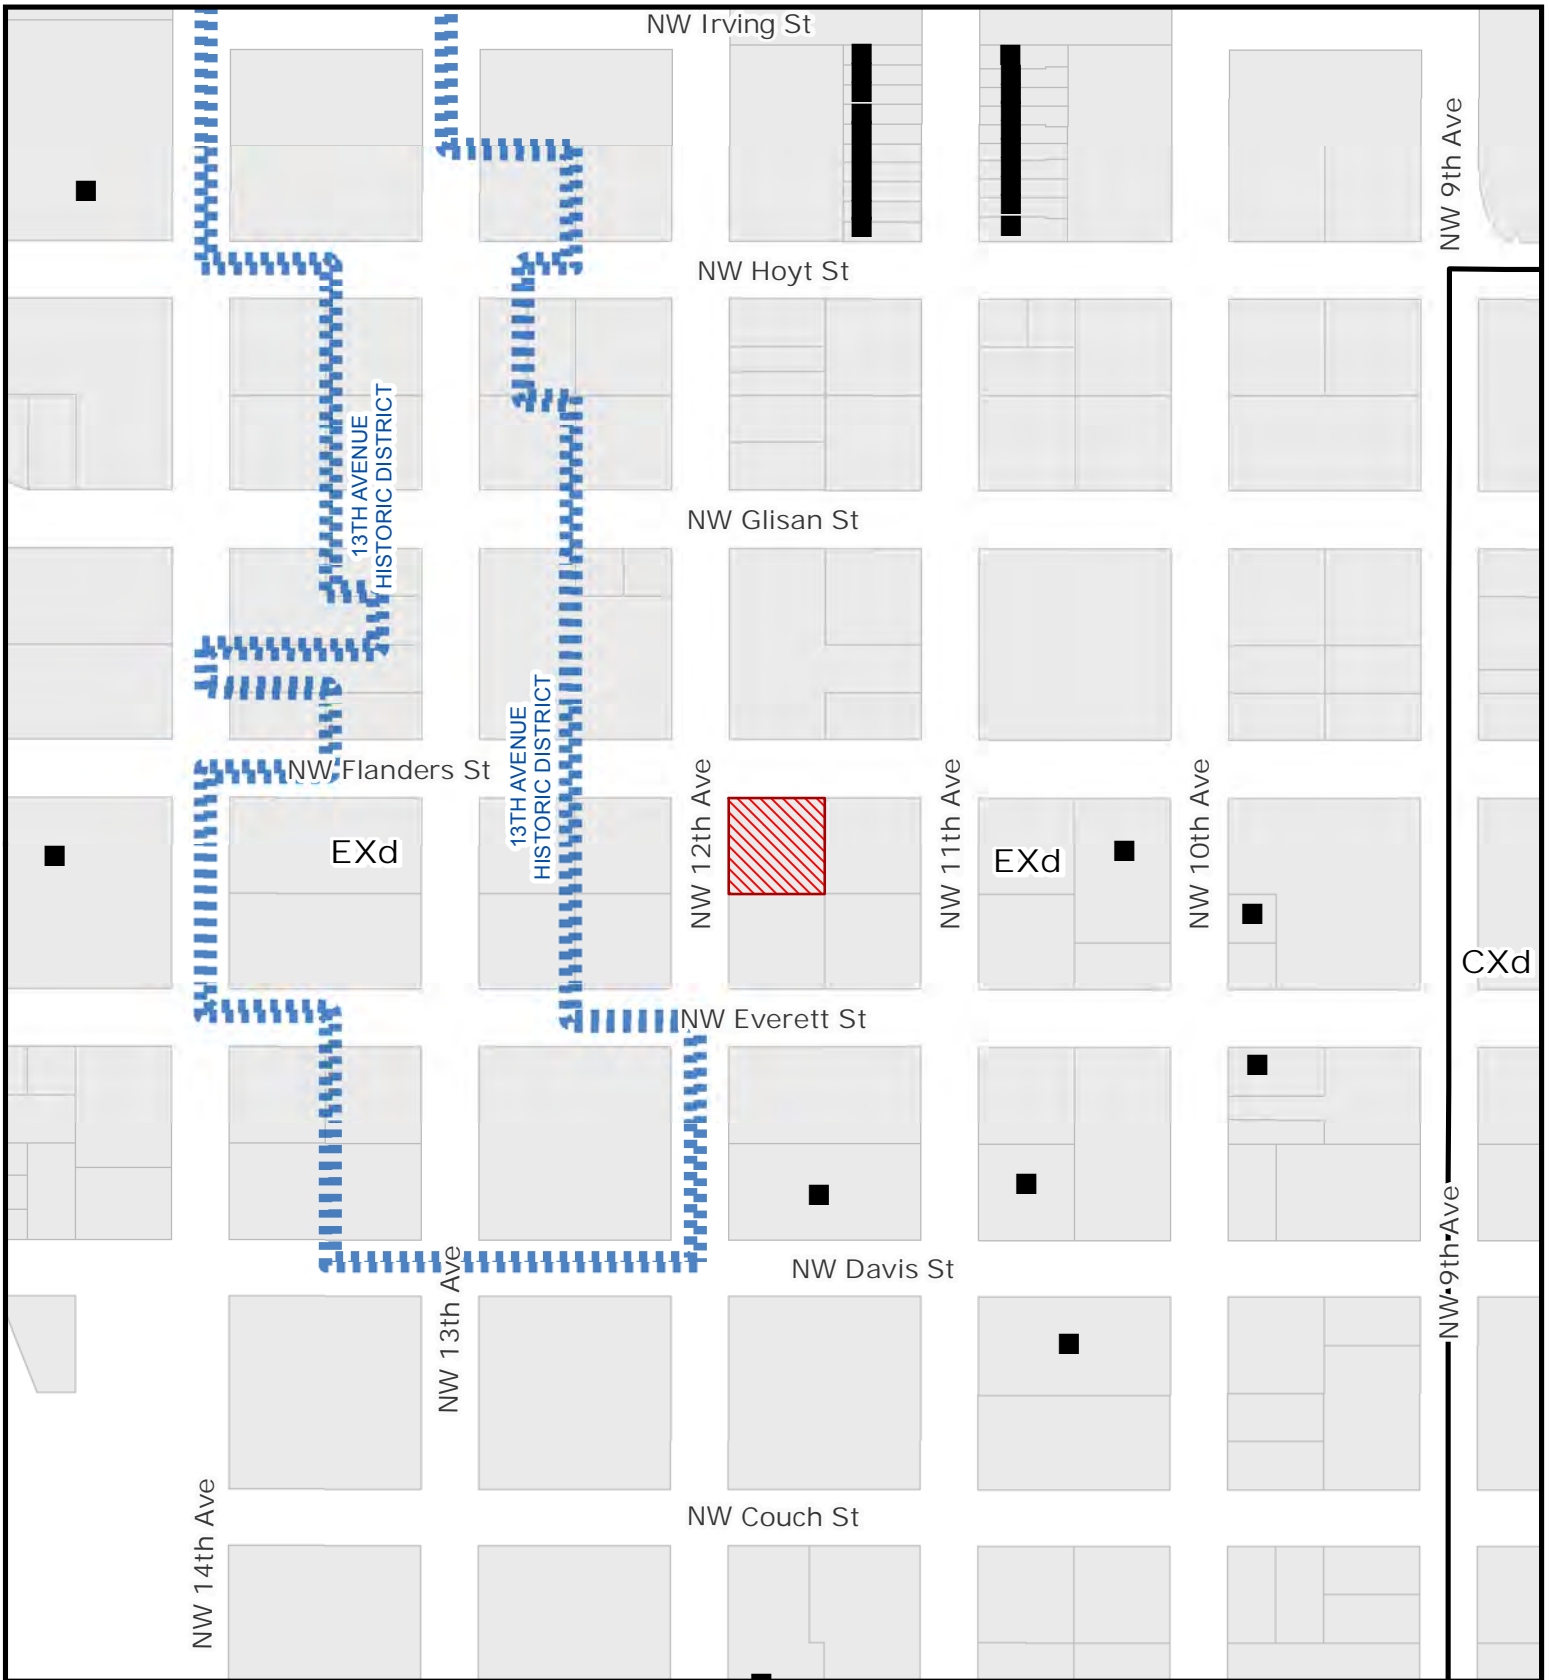 NW Irving St
NW 9th Ave
NW Hoyt St
13TH AVENUE
HISTORIC DISTRICT
NW Glisan St
13TH AVENUE
HISTORIC DISTRICT
NW Flanders St
NW 12th Ave
NW 11th Ave
NW 10th Ave
EXd
EXd
CXd
NW Everett St
NW 9th Ave
NW Davis St
NW 13th Ave
NW Couch St
NW 14th Ave